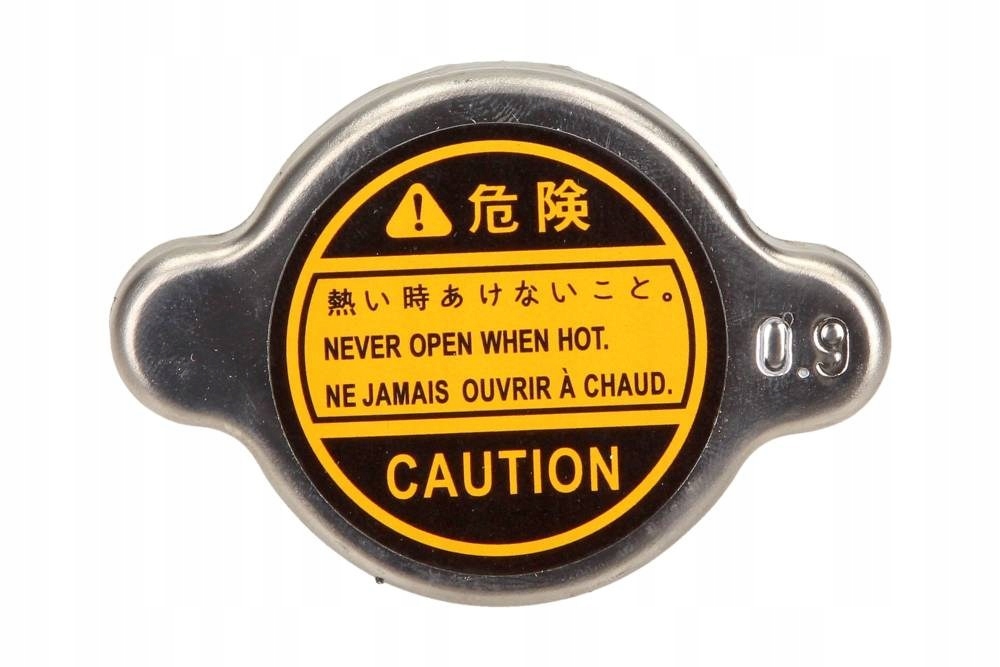 危険
熱い時あけないこと。
NEVER OPEN WHEN HOT.
NE JAMAIS OUVRIR À CHAUD.
CAUTION
0.9